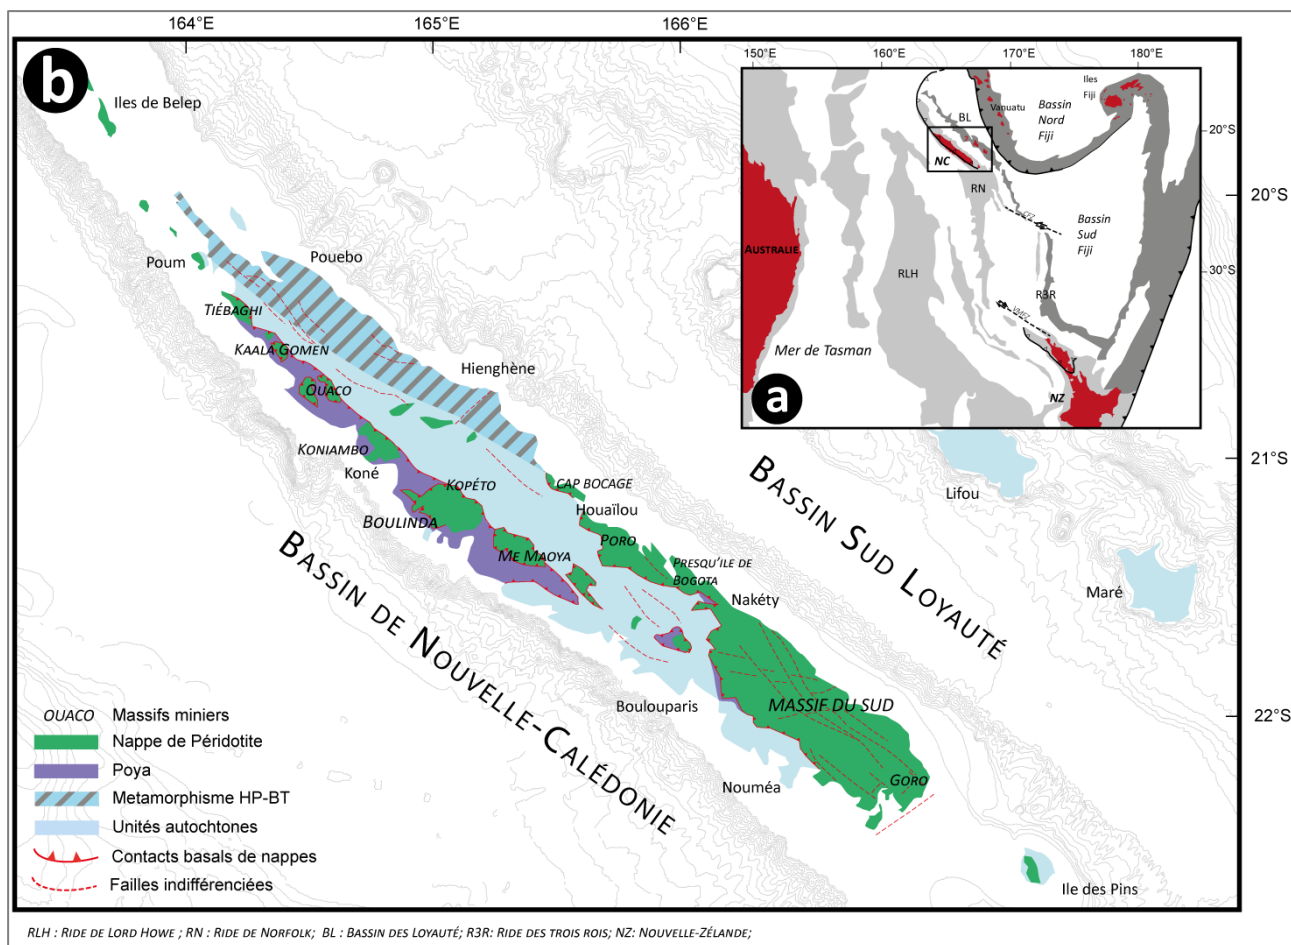 164°E 165°E 166°E
b
Iles de Belep
Poum
Pouebo
TIÉBAGHI
KAALA GOMEN
Hienghène
OUACO
KONIAMBO
Koné
KOPÉTO
CAP BOCAGE
Houaïlou
BOULINDA
PORO
ME MAOYA
PRESQU'ILE DE
BOGOTA
Nakéty
Boulouparis
MASSIF DU SUD
Nouméa
GORO
Ile des Pins
Lifou
Maré
BASSIN SUD LOYAUTÉ
BASSIN DE NOUVELLE-CALÉDONIE
20°S
21°S
22°S
150°E 160°E 170°E 180°E
20°S
30°S
Iles
Fiji
Vanuatu
Bassin
Nord
Fiji
BL
NC
RN
Bassin
Sud
Fiji
AUSTRALIE
RLH
R3R
VMFZ
Mer de Tasman
NZ
a
OUACO Massifs miniers
Nappe de Péridotite
Poya
Metamorphisme HP-BT
Unités autochtones
Contacts basals de nappes
Failles indifférenciées
RLH : RIDE DE LORD HOWE ; RN : RIDE DE NORFOLK; BL : BASSIN DES LOYAUTÉ; R3R: RIDE DES TROIS ROIS; NZ: NOUVELLE-ZÉLANDE;